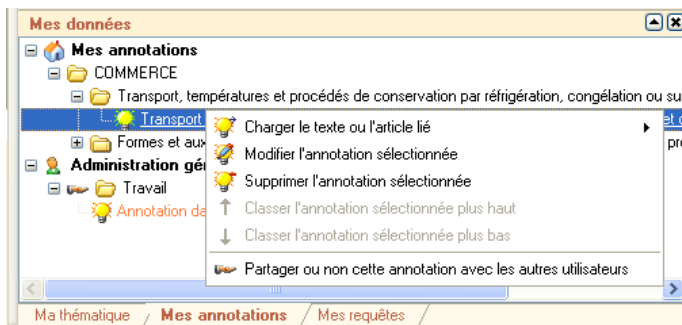 Mes données
Mes annotations
COMMERCE
Transport, températures et procédés de conservation par réfrigération, congélation ou su
Transport
Charger le texte ou l'article lié
Formes et aux
Modifier l'annotation sélectionnée
Administration gé
Supprimer l'annotation sélectionnée
Travail
Classer l'annotation sélectionnée plus haut
Annotation da
Classer l'annotation sélectionnée plus bas
Partager ou non cette annotation avec les autres utilisateurs
Ma thématique / Mes annotations / Mes requêtes /